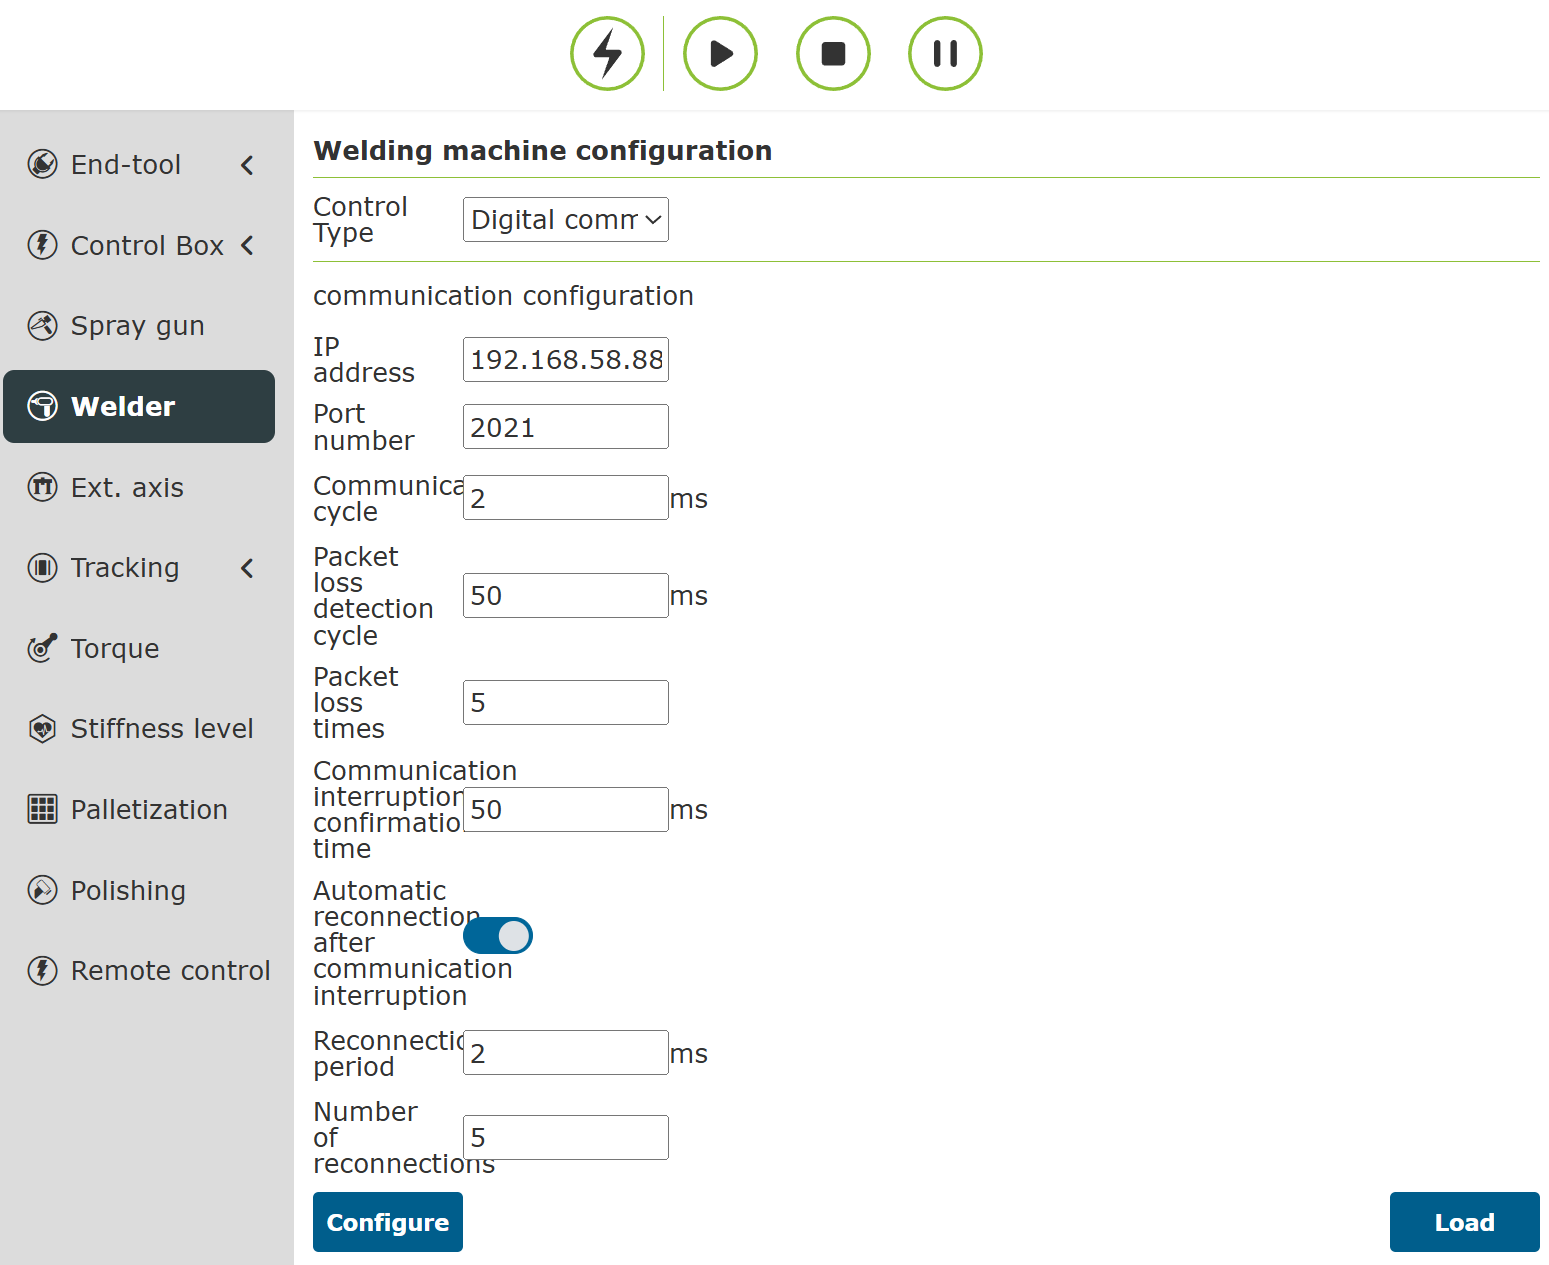 End-tool
Control Box
Spray gun
Welder
Ext. axis
Tracking
Torque
Stiffness level
Palletization
Polishing
Remote control
Welding machine configuration
Control
Type
Digital comm
communication configuration
IP
address
192.168.58.88
Port
number
2021
Communica
cycle
2
ms
Packet
loss
detection
cycle
50
ms
Packet
loss
times
5
Communication
interruption
confirmatio
time
50
ms
Automatic
reconnection
after
communication
interruption
Reconnectio
period
2
ms
Number
of
reconnections
5
Configure
Load